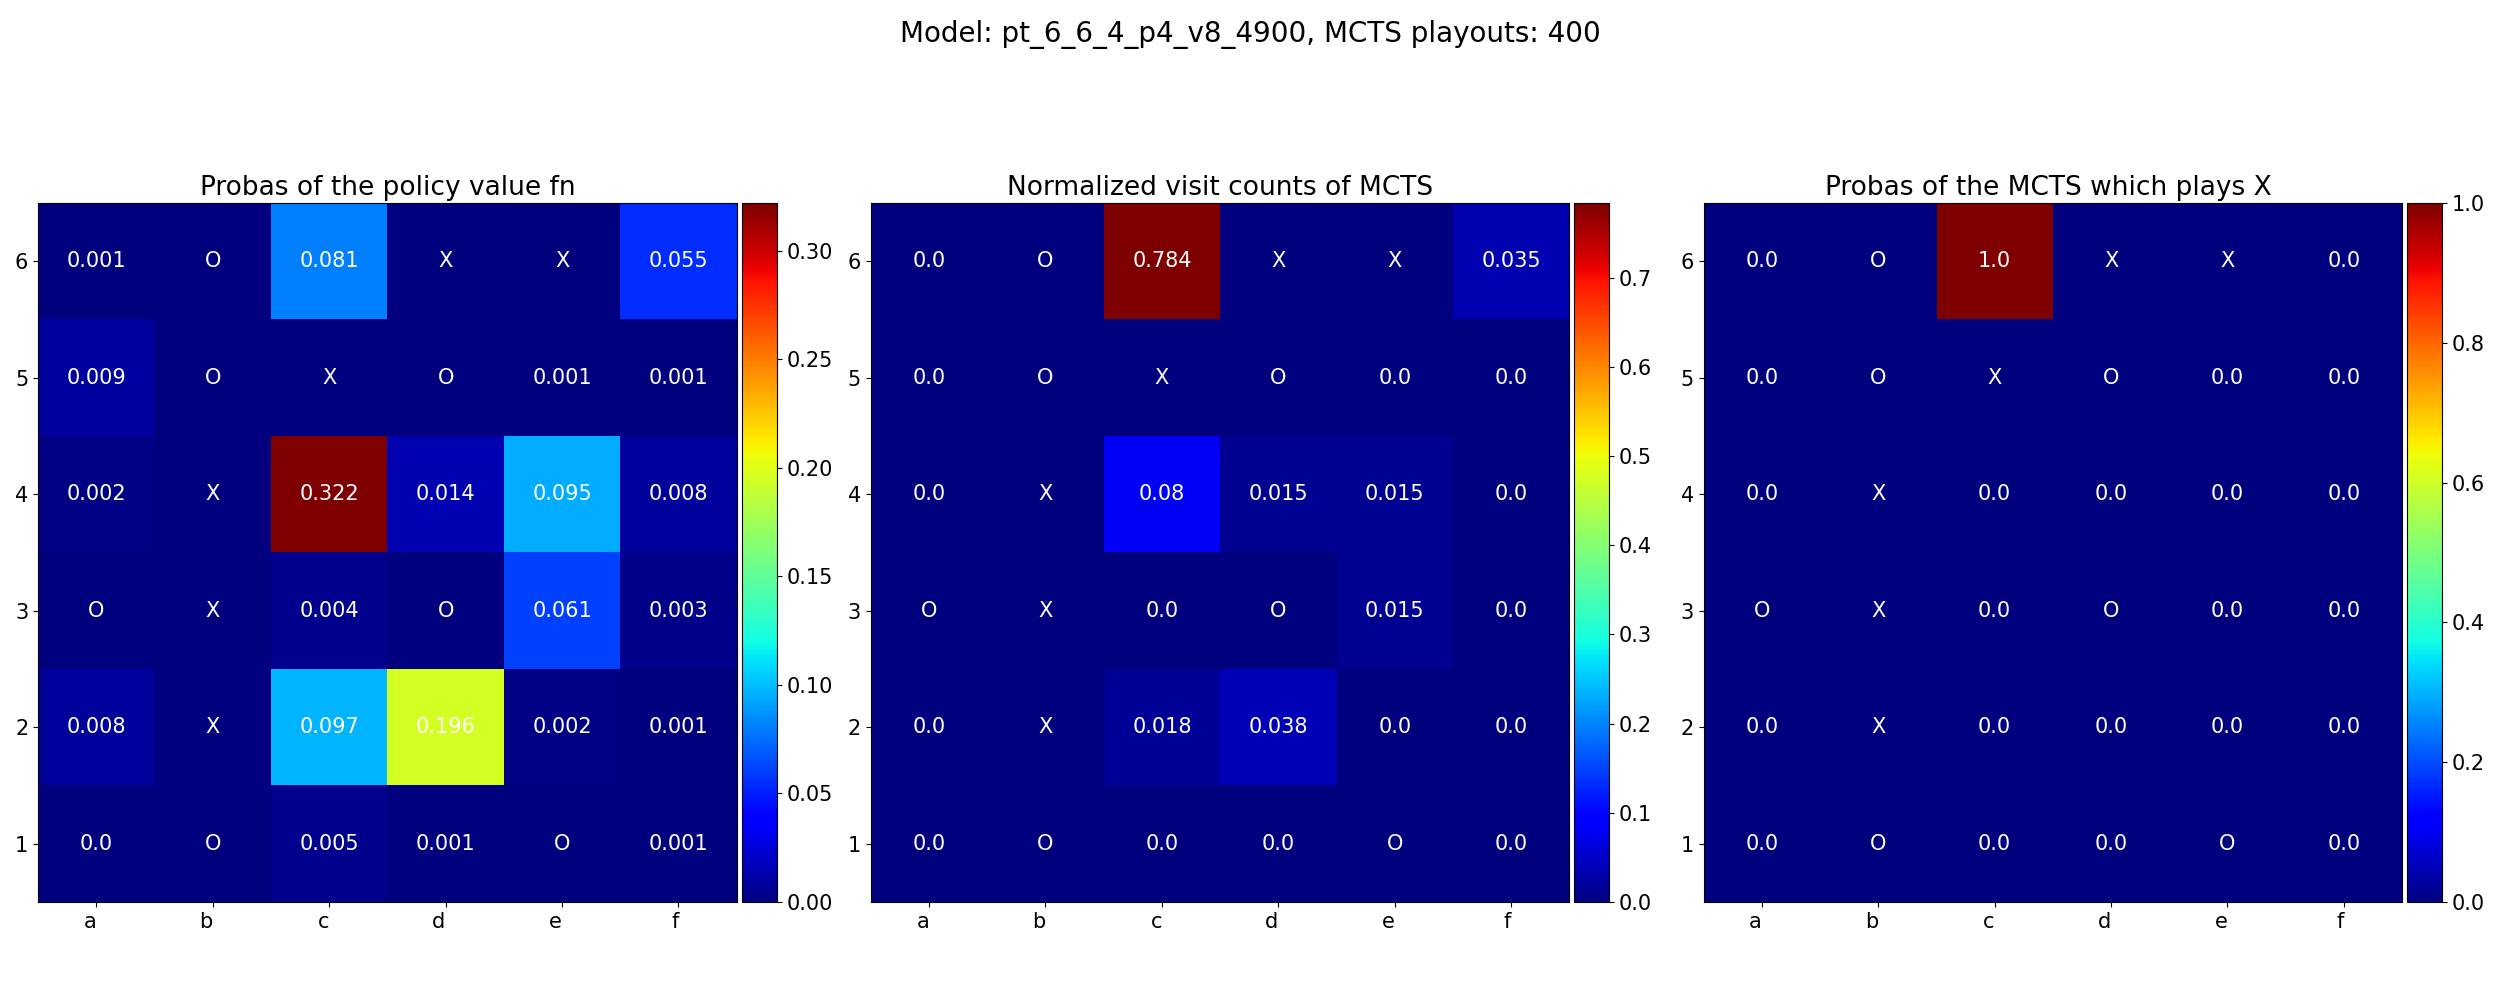 Model: pt_6_6_4_p4_v8_4900, MCTS playouts: 400
Probas of the policy value fn
6 0.001 O 0.081 X X 0.055
5 0.009 O X O 0.001 0.001
4 0.002 X 0.322 0.014 0.095 0.008
3 O X 0.004 O 0.061 0.003
2 0.008 X 0.097 0.196 0.002 0.001
1 0.0 O 0.005 0.001 O 0.001
a b c d e f
0.30
0.25
0.20
0.15
0.10
0.05
0.00
Normalized visit counts of MCTS
6 0.0 O 0.784 X X 0.035
5 0.0 O X O 0.0 0.0
4 0.0 X 0.08 0.015 0.015 0.0
3 O X 0.0 O 0.015 0.0
2 0.0 X 0.018 0.038 0.0 0.0
1 0.0 O 0.0 0.0 O 0.0
a b c d e f
0.7
0.6
0.5
0.4
0.3
0.2
0.1
0.0
Probas of the MCTS which plays X
6 0.0 O 1.0 X X 0.0
5 0.0 O X O 0.0 0.0
4 0.0 X 0.0 0.0 0.0 0.0
3 O X 0.0 O 0.0 0.0
2 0.0 X 0.0 0.0 0.0 0.0
1 0.0 O 0.0 0.0 O 0.0
a b c d e f
1.0
0.8
0.6
0.4
0.2
0.0